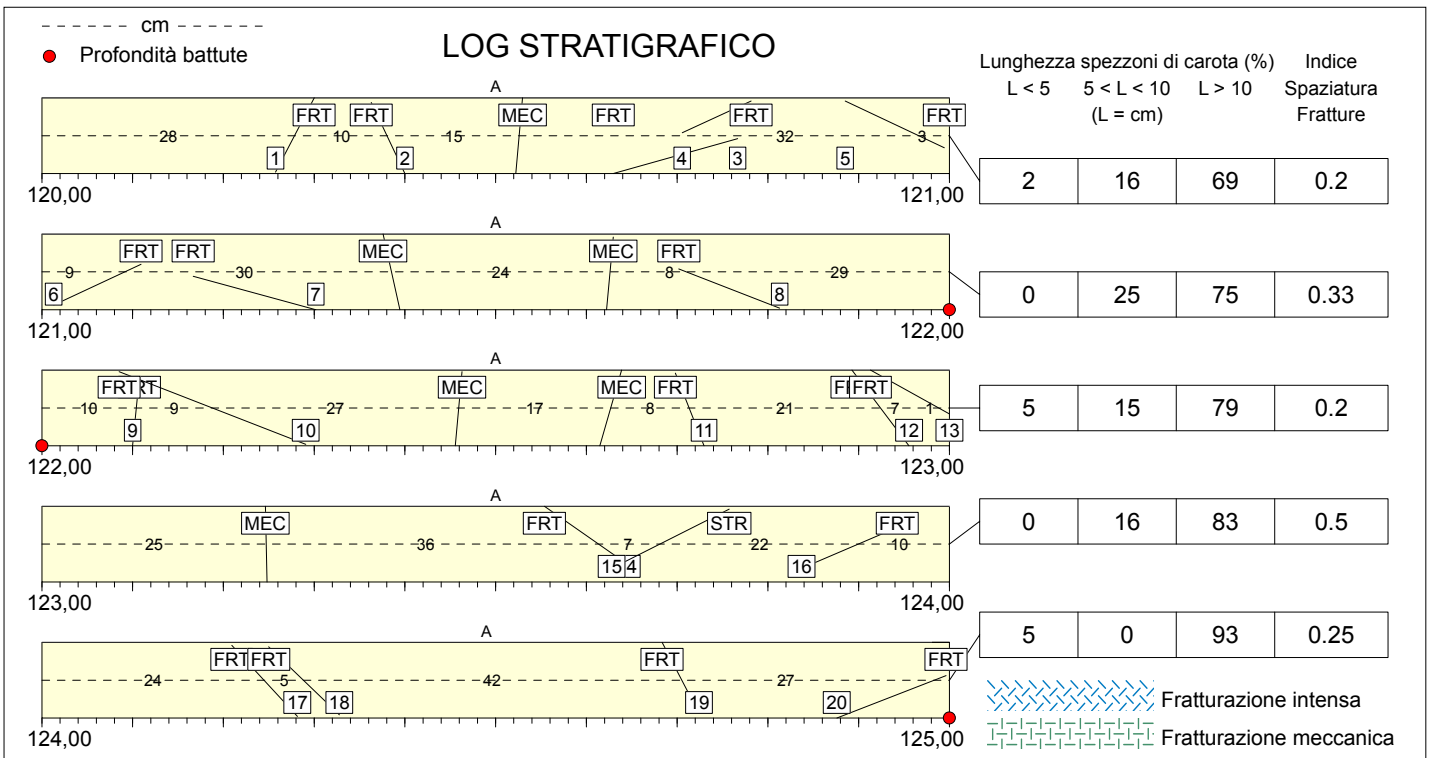 cm
Profondità battute
LOG STRATIGRAFICO
Lunghezza spezzoni di carota (%)
Indice
L < 5
5 < L < 10
L > 10
Spaziatura
(L = cm)
Fratture
A
FRT FRT MEC FRT FRT FRT
28 10 15 32 3
1 2 4 3 5
120,00 121,00
2 16 69 0.2
A
FRT FRT MEC MEC FRT
9 30 24 8 29
6 7 8
121,00 122,00
0 25 75 0.33
A
FRT RT MEC MEC FRT FRT
10 9 27 17 8 21 7 1
9 10 11 12 13
122,00 123,00
5 15 79 0.2
A
MEC FRT STR FRT
25 36 7 22 10
15 4 16
123,00 124,00
0 16 83 0.5
A
FRT FRT FRT FRT
24 5 42 27
17 18 19 20
124,00 125,00
5 0 93 0.25
Fratturazione intensa
Fratturazione meccanica